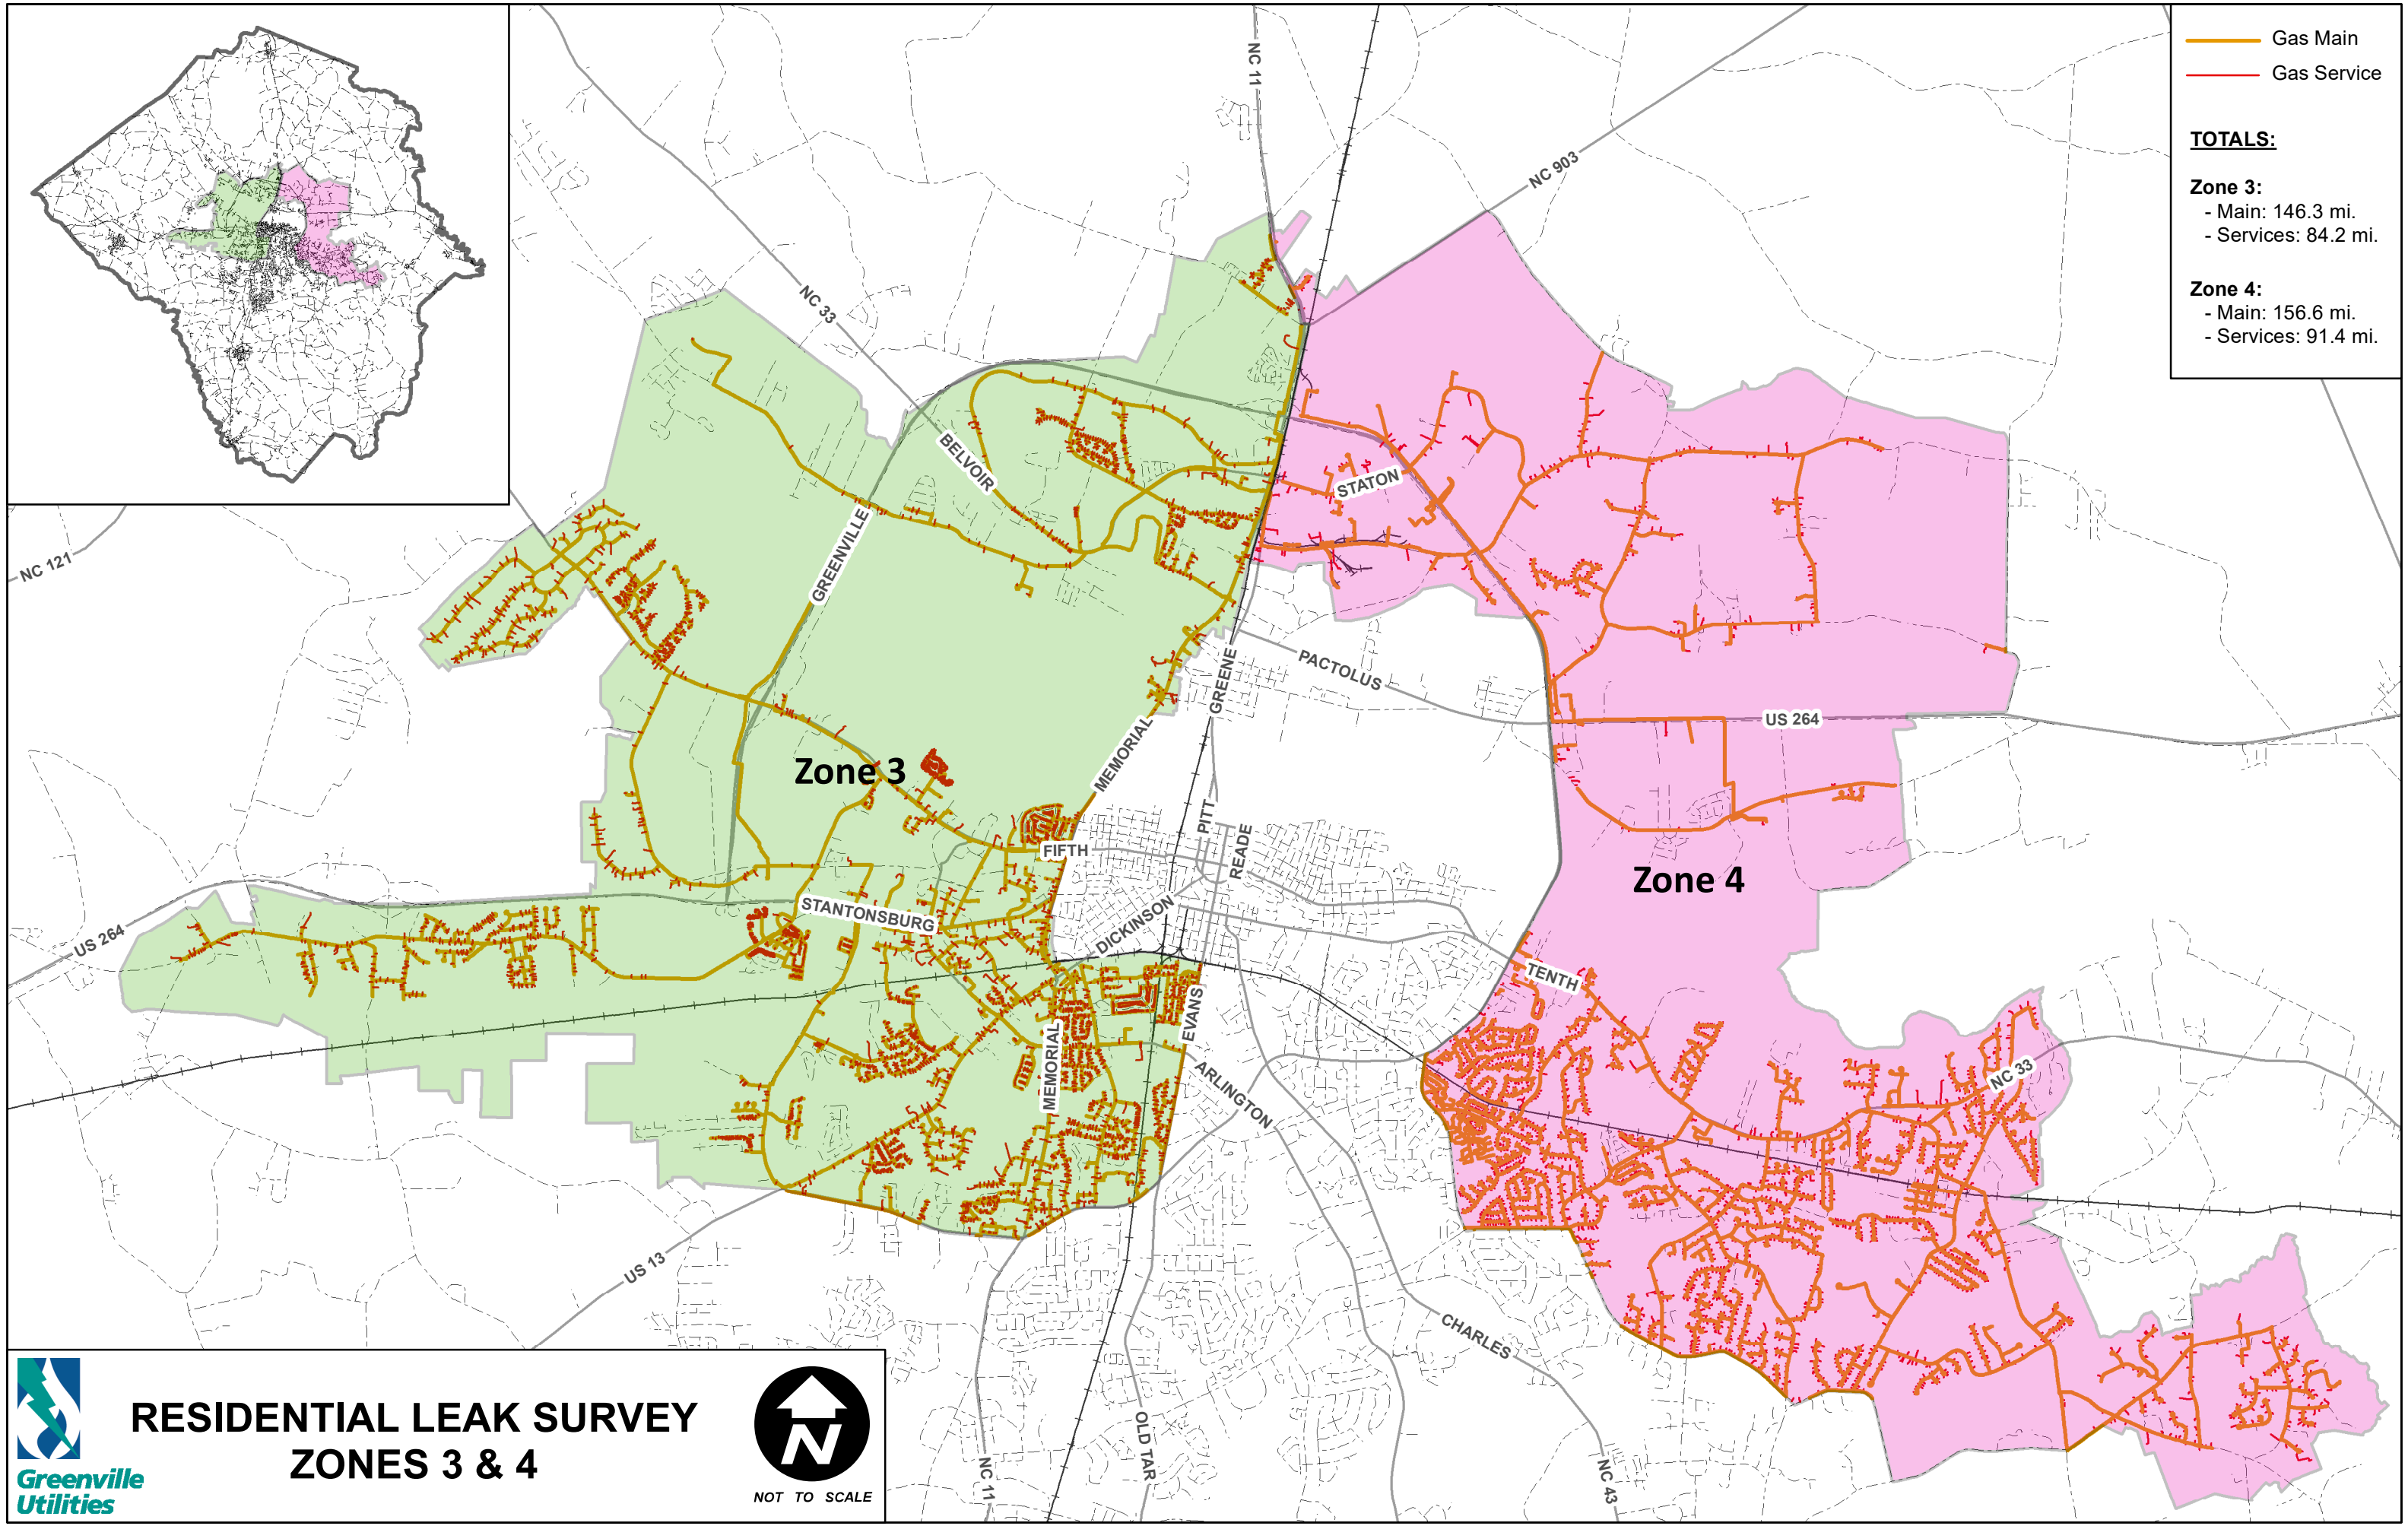 Gas Main
Gas Service
TOTALS:
Zone 3:
- Main: 146.3 mi.
- Services: 84.2 mi.
Zone 4:
- Main: 156.6 mi.
- Services: 91.4 mi.
NC 11
NC 903
NC 33
BELVOIR
STATON
GREENVILLE
NC 121
PACTOLUS
GREENE
US 264
MEMORIAL
Zone 3
PITT
READE
FIFTH
Zone 4
STANTONSBURG
DICKINSON
US 264
TENTH
EVANS
MEMORIAL
ARLINGTON
NC 33
US 13
CHARLES
OLD TAR
NC 11
NC 43
RESIDENTIAL LEAK SURVEY
ZONES 3 & 4
Greenville
Utilities
N
NOT TO SCALE